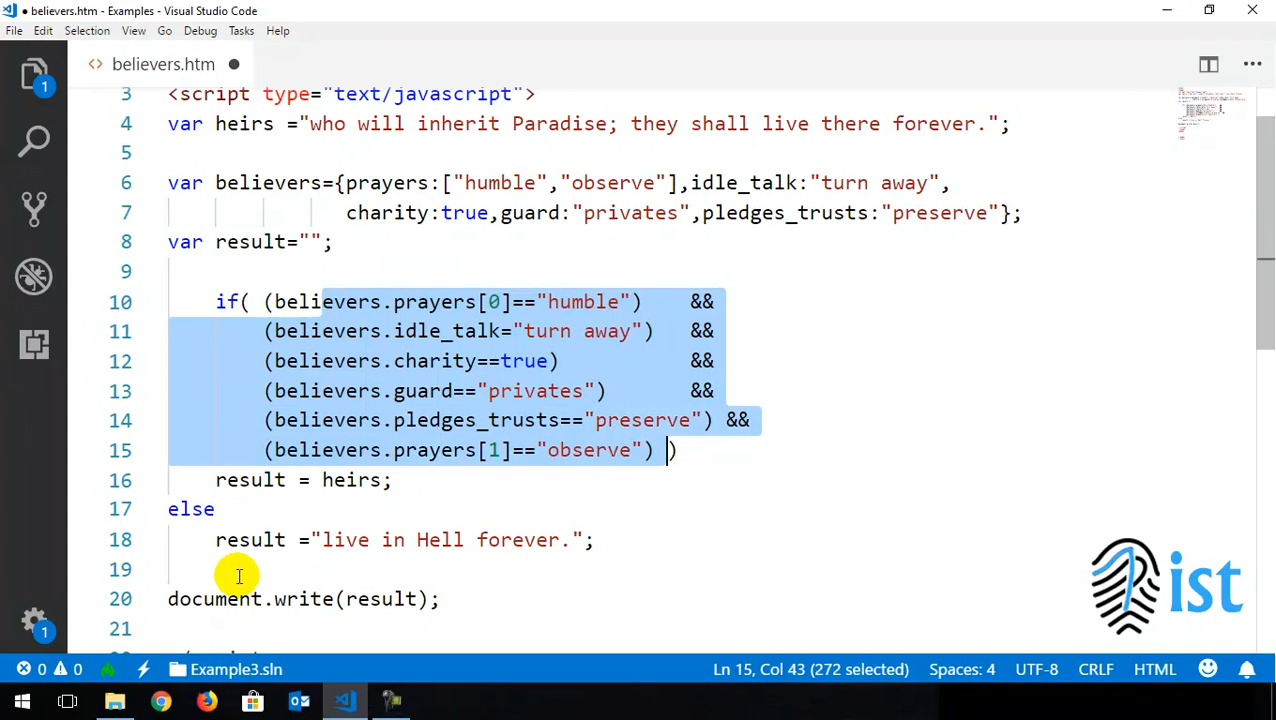 believers.htm - Examples - Visual Studio Code
File Edit Selection View Go Debug Tasks Help
1
<> believers.htm
3 <script type="text/javascript">
4 var heirs ="who will inherit Paradise; they shall live there forever.";
5
6 var believers={prayers:["humble","observe"],idle_talk:"turn away",
7 charity:true,guard:"privates",pledges_trusts:"preserve"};
8 var result="";
9
10 if( (believers.prayers[0]=="humble") &&
11 (believers.idle_talk="turn away") &&
12 (believers.charity==true) &&
13 (believers.guard=="privates") &&
14 (believers.pledges_trusts=="preserve") &&
15 (believers.prayers[1]=="observe") )
16 result = heirs;
17 else
18 result ="live in Hell forever.";
19
20 document.write(result);
21
ist
1
0 0 Example3.sln Ln 15, Col 43 (272 selected) Spaces: 4 UTF-8 CRLF HTML